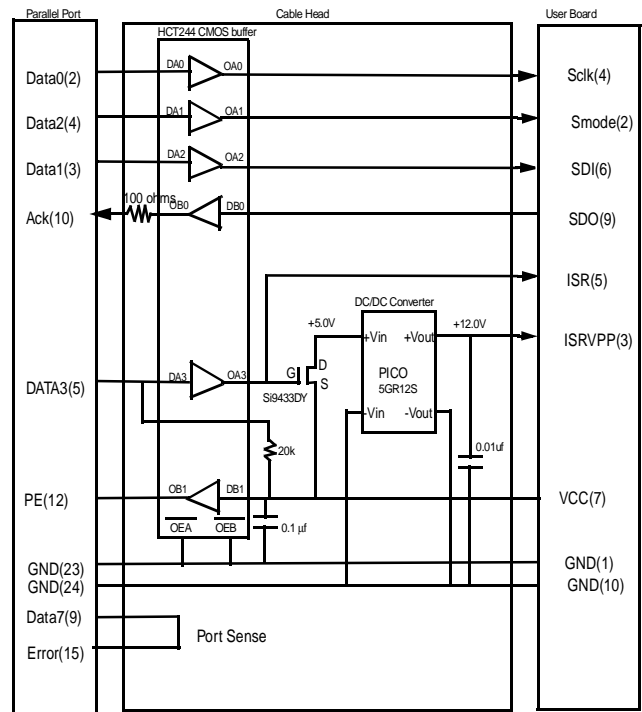 Parallel Port Cable Head User Board
HCT244 CMOS buffer
Data0(2) DA0 OA0 Sclk(4)
Data2(4) DA1 OA1 Smode(2)
Data1(3) DA2 OA2 SDI(6)
100 ohms
Ack(10) OB0 DB0 SDO(9)
ISR(5)
DC/DC Converter
+5.0V +12.0V
+Vin +Vout ISRVPP(3)
DATA3(5) DA3 OA3 G D S PICO
Si9433DY 5GR12S
-Vin -Vout
20k 0.01uf
PE(12) OB1 DB1 VCC(7)
OEA OEB 0.1 µf
GND(23) GND(1)
GND(24) GND(10)
Data7(9)
Port Sense
Error(15)